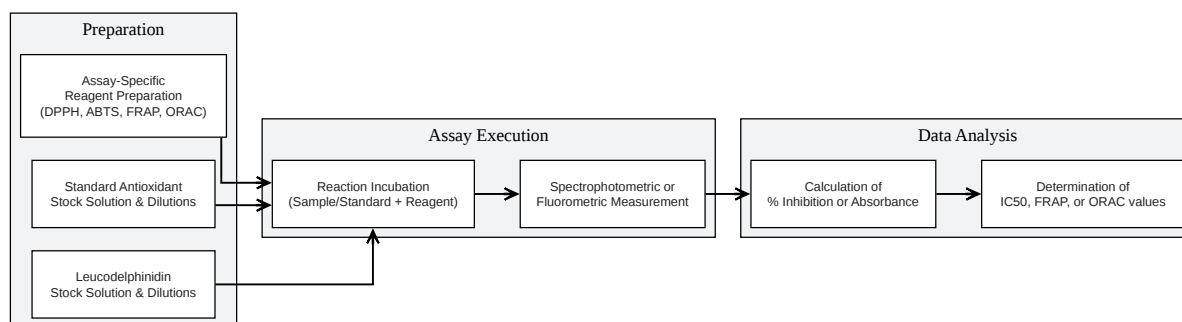 Preparation
Assay-Specific
Reagent Preparation
(DPPH, ABTS, FRAP, ORAC)
Standard Antioxidant
Stock Solution & Dilutions
Leucodelphinidin
Stock Solution & Dilutions
Assay Execution
Reaction Incubation
(Sample/Standard + Reagent)
Spectrophotometric or
Fluorometric Measurement
Data Analysis
Calculation of
% Inhibition or Absorbance
Determination of
IC50, FRAP, or ORAC values